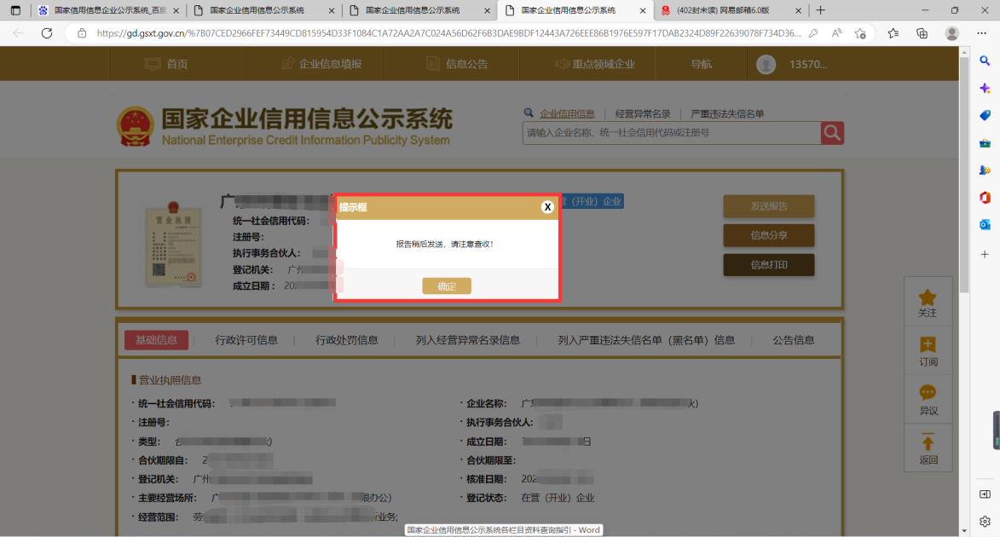 国家企业信用信息公示系统_百度
国家企业信用信息公示系统
国家企业信用信息公示系统
国家企业信用信息公示系统
(402封未读) 网易邮箱6.0版
https://gd.gsxt.gov.cn/%7B07CED2966FEF73449CD815954D33F1084C1A72AA2A7C024A56D62F6B3DAE9BDF12443A726EEE86B1976E597F17DAB2324D89F22639078F734D36...
首页
企业信息填报
信息公告
重点领域企业
导航
13570...
国家企业信用信息公示系统
National Enterprise Credit Information Publicity System
企业信用信息 | 经营异常名录 | 严重违法失信名单
请输入企业名称、统一社会信用代码或注册号
营业执照
广
统一社会信用代码：
注册号：
执行事务合伙人：
登记机关： 广州
成立日期： 202
（开业）企业
发送报告
信息分享
信息打印
提示框
X
报告稍后发送，请注意查收！
确定
关注
订阅
异议
返回
基础信息
行政许可信息 | 行政处罚信息 | 列入经营异常名录信息 | 列入严重违法失信名单（黑名单）信息 | 公告信息
营业执照信息
· 统一社会信用代码：
· 企业名称： 广 火)
· 注册号：
· 执行事务合伙人：
· 类型：
· 成立日期： 日
· 合伙期限自： 2
· 合伙期限至：
· 登记机关： 广州
· 核准日期： 202
· 主要经营场所： 广 限办公）
· 登记状态： 在营（开业）企业
· 经营范围： 劳 业务;
国家企业信用信息公示系统各栏目资料查询指引 - Word